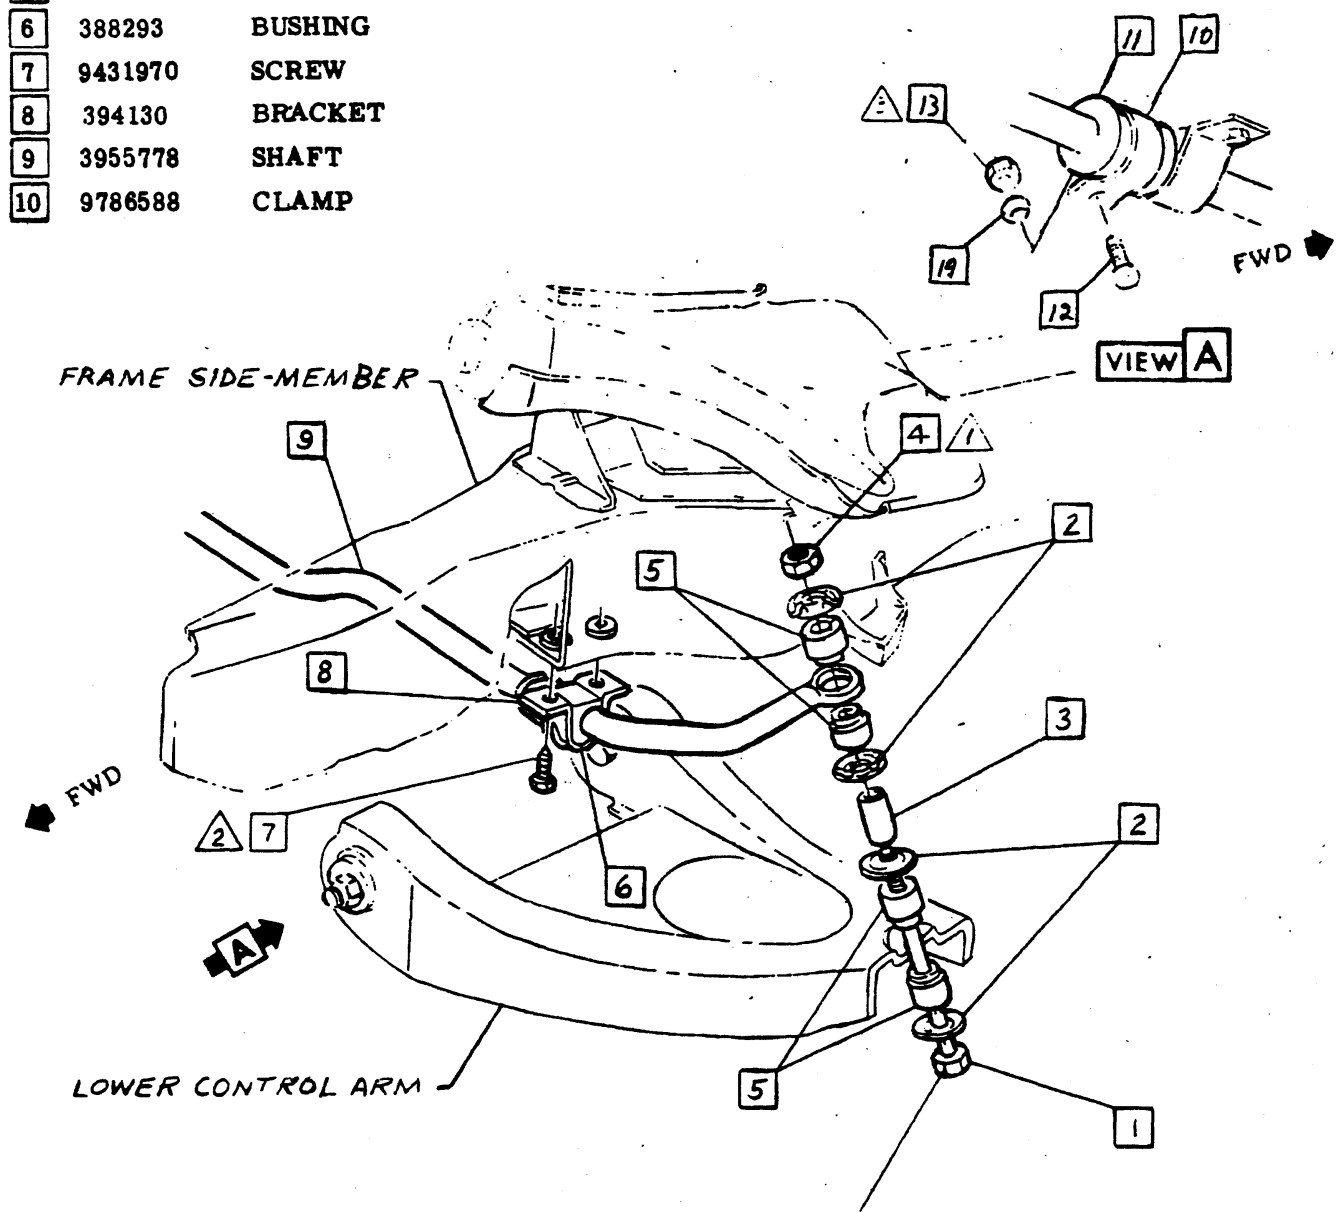 6 388293 BUSHING
7 9431970 SCREW
8 394130 BRACKET
9 3955778 SHAFT
10 9786588 CLAMP
11 10
13
19
12
FWD
VIEW A
FRAME SIDE-MEMBER
9
4 1
2
5
8
3
FWD
2 7
2
6
A
LOWER CONTROL ARM
5
1